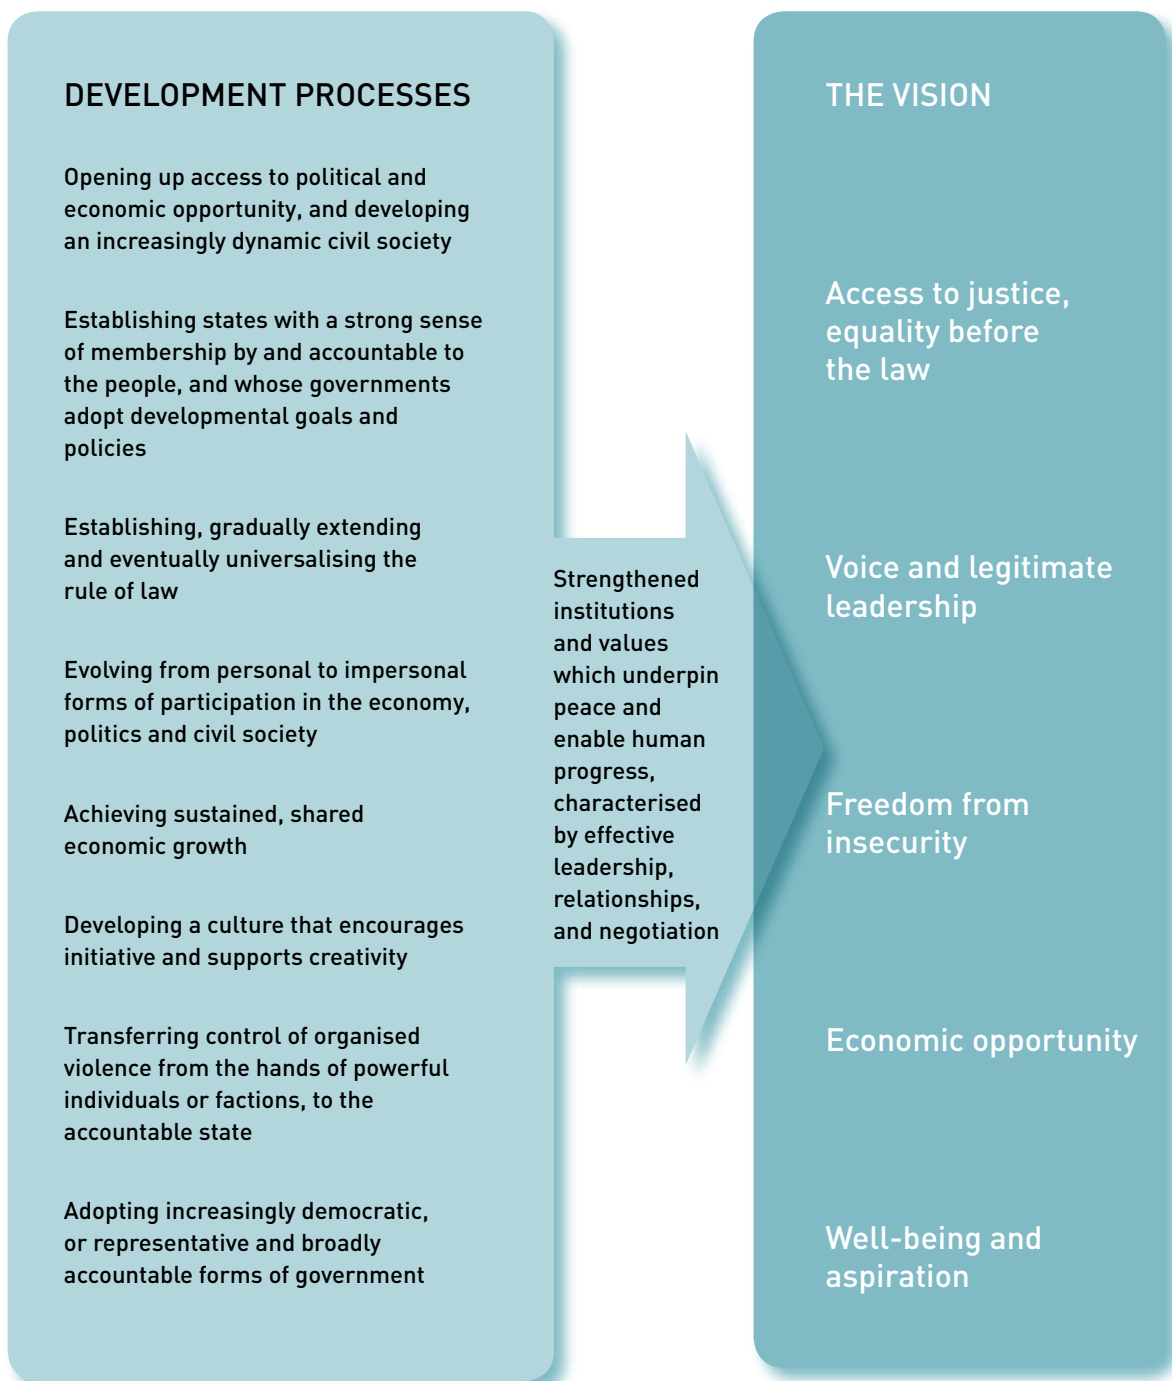 DEVELOPMENT PROCESSES
Opening up access to political and
economic opportunity, and developing
an increasingly dynamic civil society
Establishing states with a strong sense
of membership by and accountable to
the people, and whose governments
adopt developmental goals and
policies
Establishing, gradually extending
and eventually universalising the
rule of law
Evolving from personal to impersonal
forms of participation in the economy,
politics and civil society
Achieving sustained, shared
economic growth
Developing a culture that encourages
initiative and supports creativity
Transferring control of organised
violence from the hands of powerful
individuals or factions, to the
accountable state
Adopting increasingly democratic,
or representative and broadly
accountable forms of government
Strengthened
institutions
and values
which underpin
peace and
enable human
progress,
characterised
by effective
leadership,
relationships,
and negotiation
THE VISION
Access to justice,
equality before
the law
Voice and legitimate
leadership
Freedom from
insecurity
Economic opportunity
Well-being and
aspiration